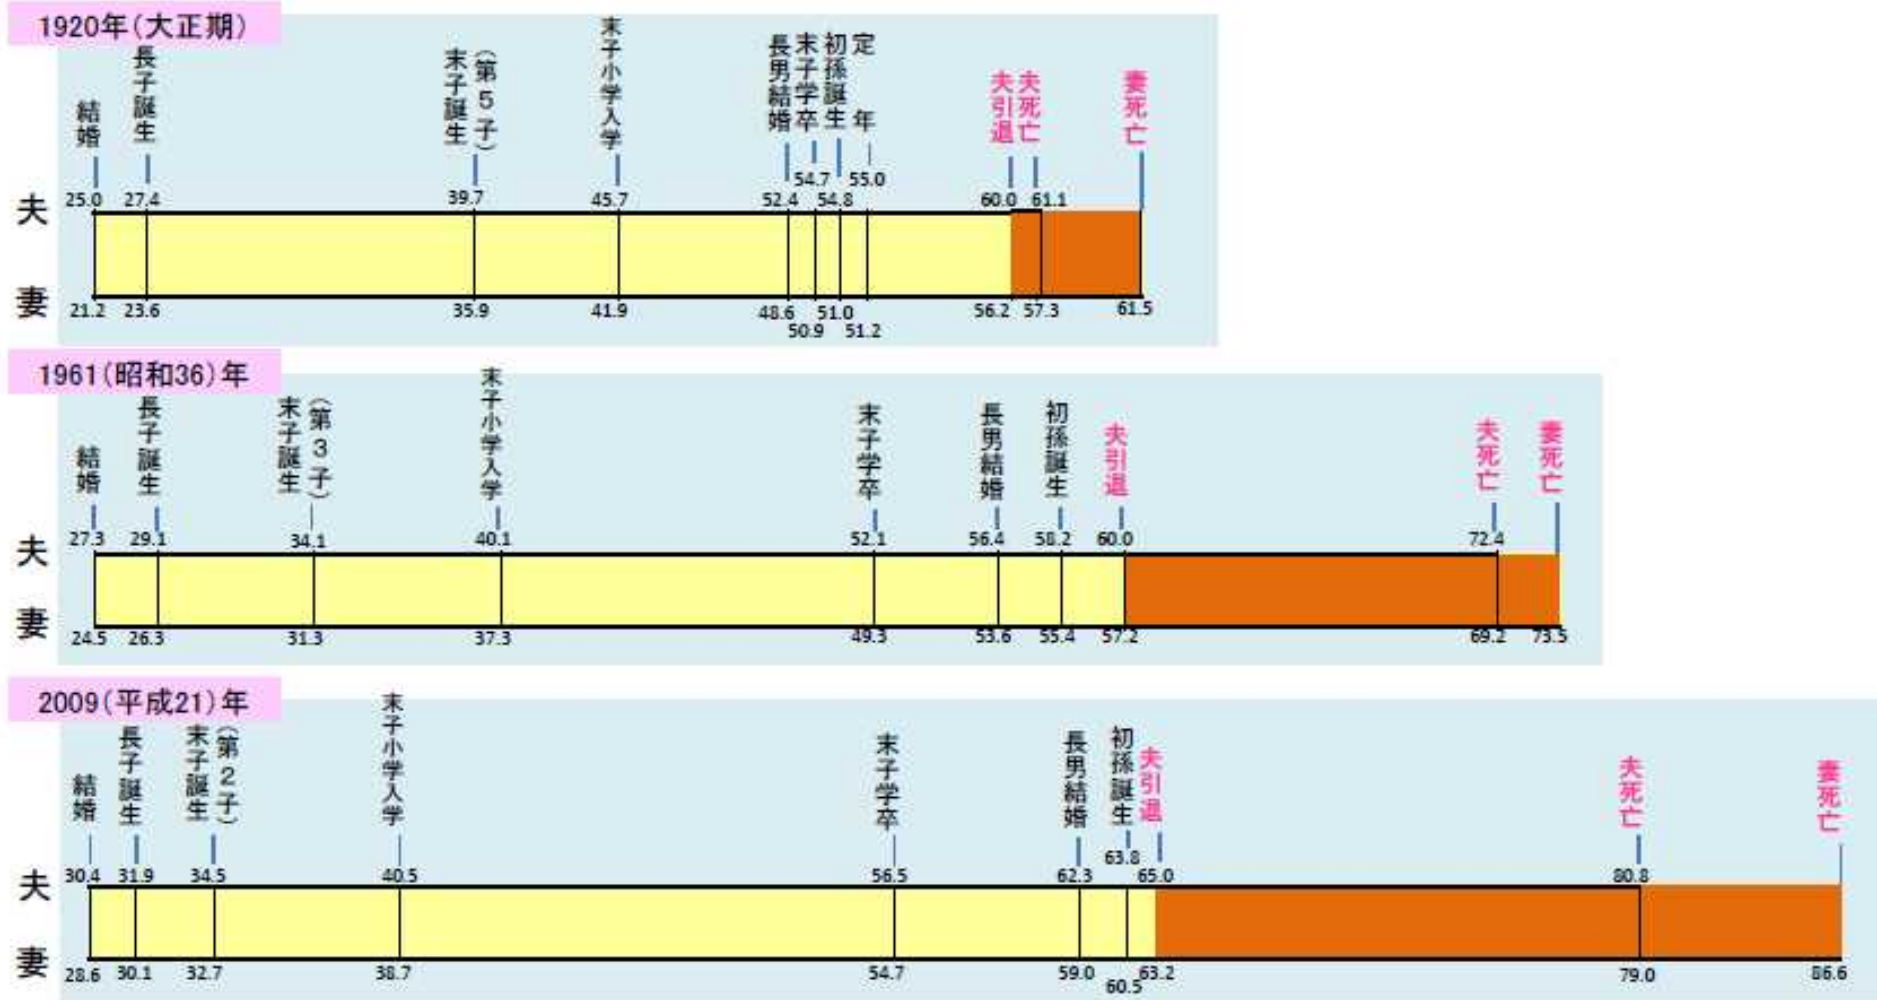 1920年(大正期)
結婚
長子誕生
(第5子)
末子誕生
末子小学入学
長男結婚
末子学卒
初孫誕生
定年
夫引退
夫死亡
妻死亡
夫
25.0 27.4 39.7 45.7 52.4 54.7 54.8 55.0 60.0 61.1
妻
21.2 23.6 35.9 41.9 48.6 50.9 51.0 51.2 56.2 57.3 61.5
1961(昭和36)年
結婚
長子誕生
(第3子)
末子誕生
末子小学入学
末子学卒
長男結婚
初孫誕生
夫引退
夫死亡
妻死亡
夫
27.3 29.1 34.1 40.1 52.1 56.4 58.2 60.0 72.4
妻
24.5 26.3 31.3 37.3 49.3 53.6 55.4 57.2 69.2 73.5
2009(平成21)年
結婚
長子誕生
(第2子)
末子誕生
末子小学入学
末子学卒
長男結婚
初孫誕生
夫引退
夫死亡
妻死亡
夫
30.4 31.9 34.5 40.5 56.5 62.3 63.8 65.0 80.8
妻
28.6 30.1 32.7 38.7 54.7 59.0 60.5 63.2 79.0 86.6